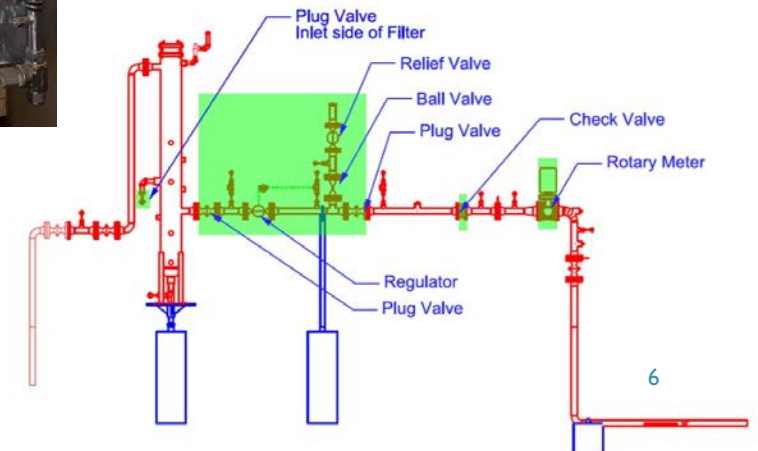 Plug Valve
Inlet side of Filter
Relief Valve
Ball Valve
Plug Valve
Check Valve
Rotary Meter
Regulator
Plug Valve
6